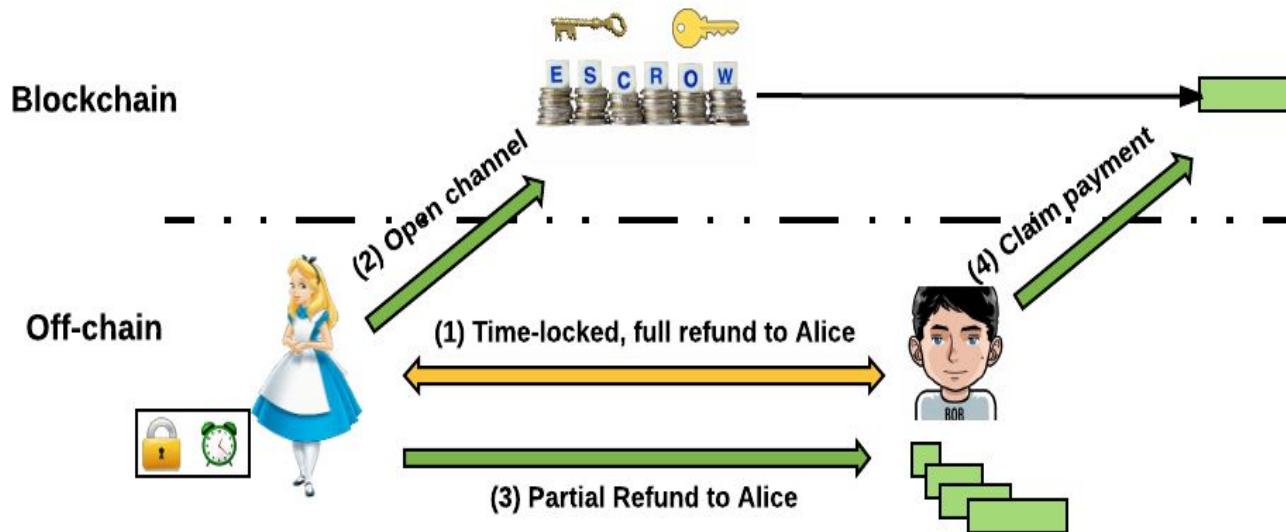 ESCROW
Blockchain
(2) Open channel
(4) Claim payment
Off-chain
(1) Time-locked, full refund to Alice
BOB
(3) Partial Refund to Alice